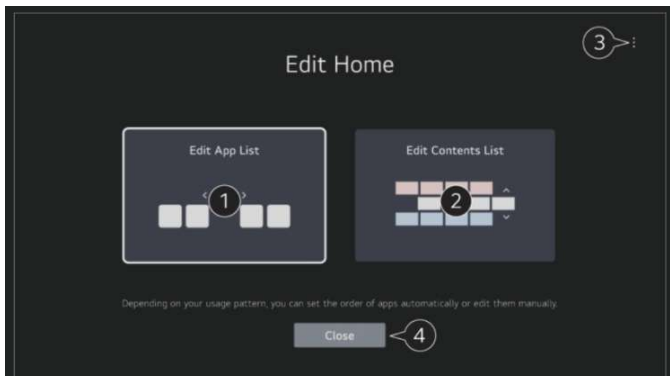 3
Edit Home
Edit App List
Edit Contents List
1
2
Depending on your usage pattern, you can set the order of apps automatically or edit them manually.
Close
4